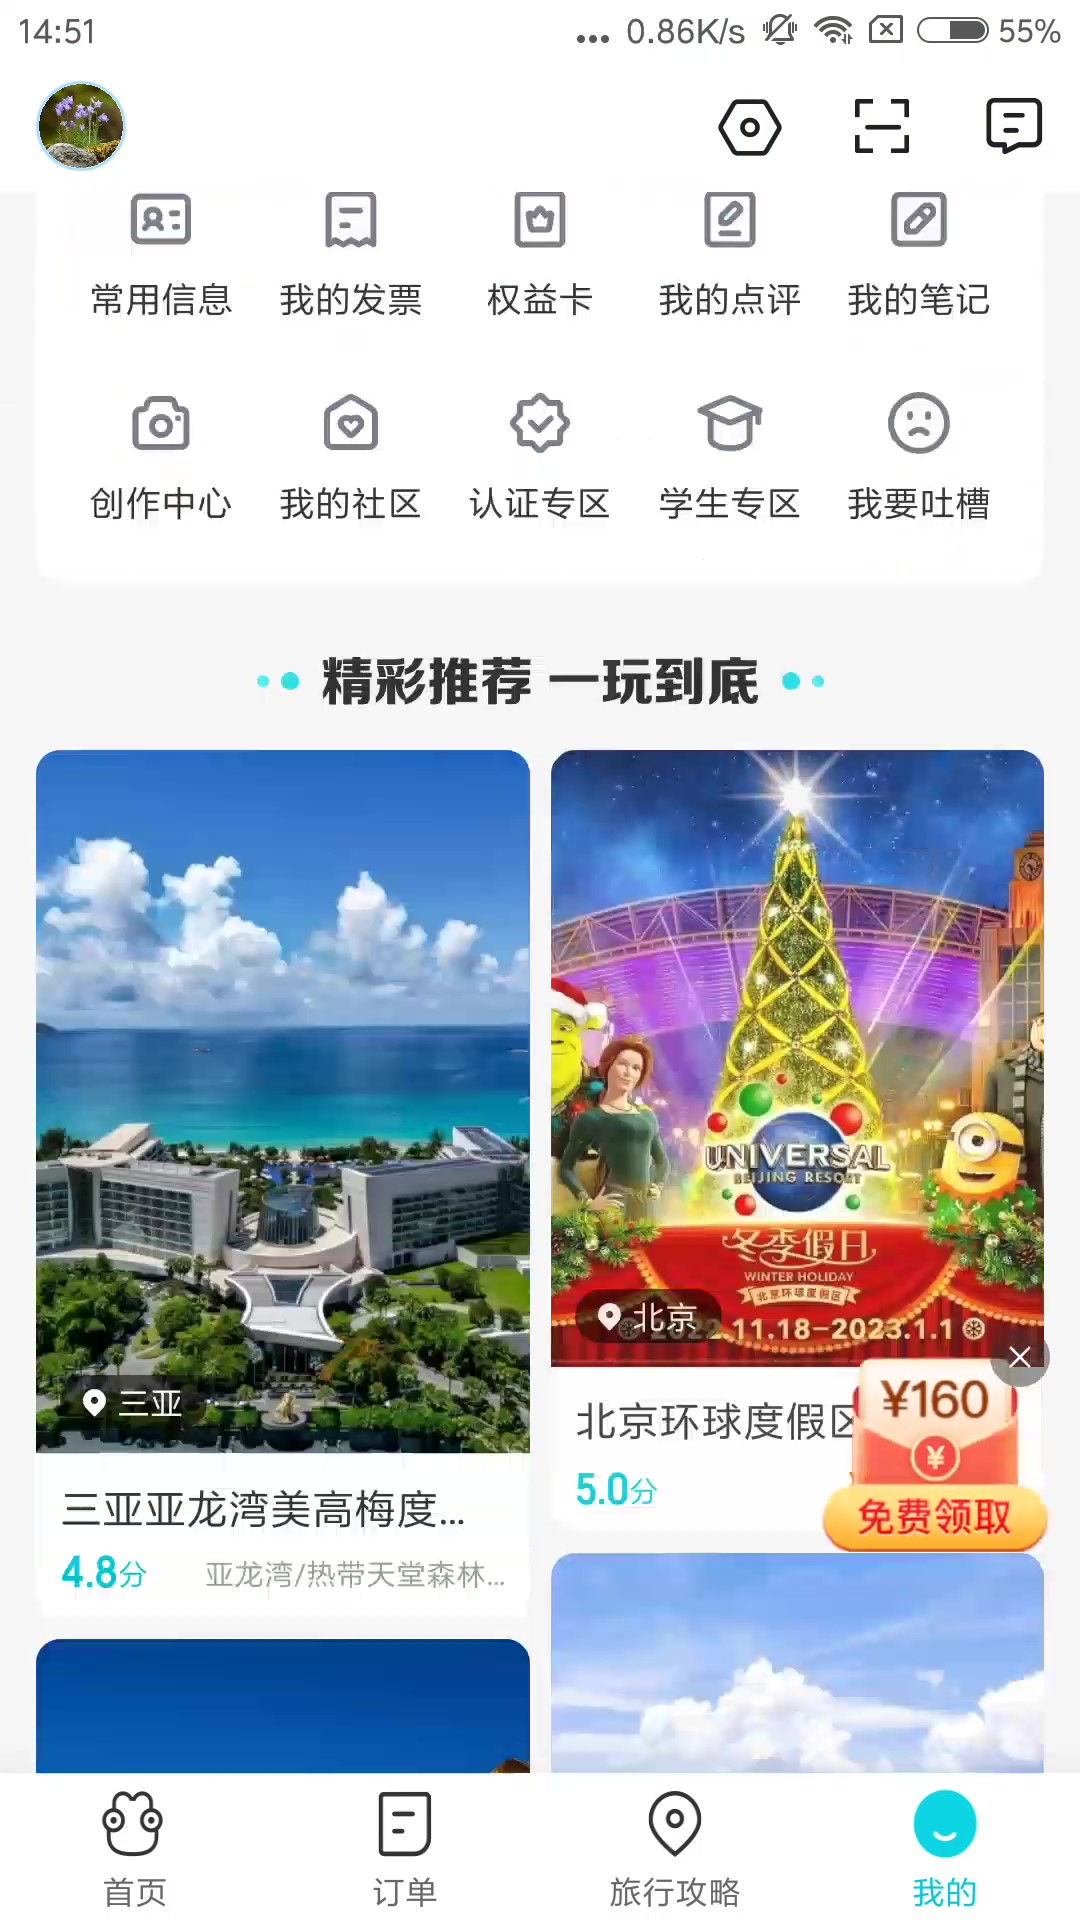 14:51
... 0.86K/s 55%
常用信息 我的发票 权益卡 我的点评 我的笔记
创作中心 我的社区 认证专区 学生专区 我要吐槽
精彩推荐 一玩到底
UNIVERSAL
BEIJING RESORT
冬季假日
WINTER HOLIDAY
北京环球度假区
北京
2.11.18-2023.1.1
三亚
¥160
¥
免费领取
北京环球度假区
5.0分
三亚亚龙湾美高梅度...
4.8分 亚龙湾/热带天堂森林...
首页 订单 旅行攻略 我的